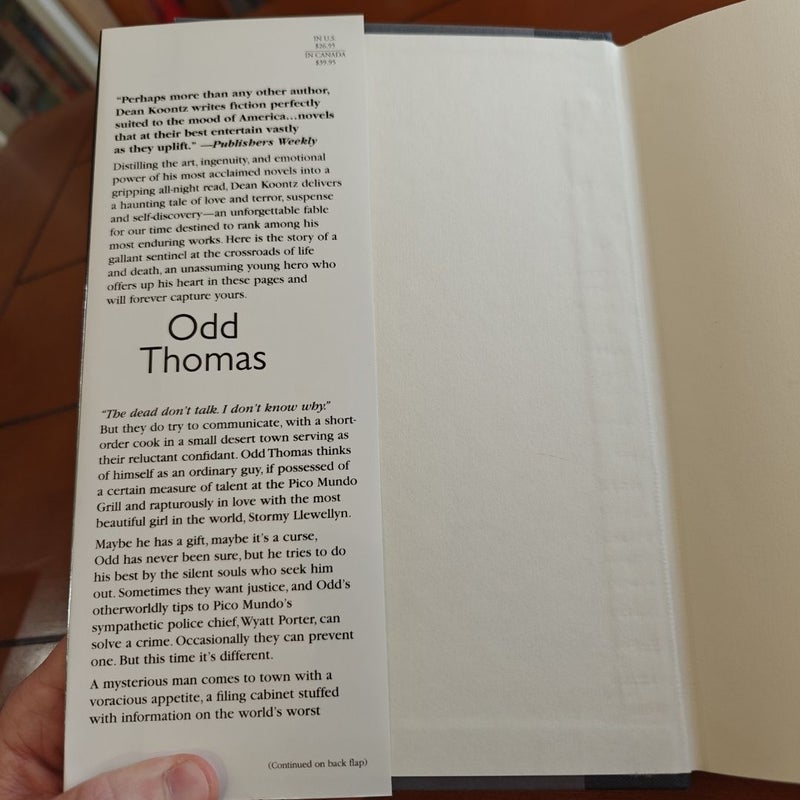 IN U.S.
$26.95
IN CANADA
$39.95
“Perhaps more than any other author,
Dean Koontz writes fiction perfectly
suited to the mood of America...novels
that at their best entertain vastly
as they uplift.” —Publishers Weekly
Distilling the art, ingenuity, and emotional
power of his most acclaimed novels into a
gripping all-night read, Dean Koontz delivers
a haunting tale of love and terror, suspense
and self-discovery—an unforgettable fable
for our time destined to rank among his
most enduring works. Here is the story of a
gallant sentinel at the crossroads of life
and death, an unassuming young hero who
offers up his heart in these pages and
will forever capture yours.
Odd
Thomas
“The dead don’t talk. I don’t know why.”
But they do try to communicate, with a short-
order cook in a small desert town serving as
their reluctant confidant. Odd Thomas thinks
of himself as an ordinary guy, if possessed of
a certain measure of talent at the Pico Mundo
Grill and rapturously in love with the most
beautiful girl in the world, Stormy Llewellyn.
Maybe he has a gift, maybe it’s a curse,
Odd has never been sure, but he tries to do
his best by the silent souls who seek him
out. Sometimes they want justice, and Odd’s
otherworldly tips to Pico Mundo’s
sympathetic police chief, Wyatt Porter, can
solve a crime. Occasionally they can prevent
one. But this time it’s different.
A mysterious man comes to town with a
voracious appetite, a filing cabinet stuffed
with information on the world’s worst
(Continued on back flap)